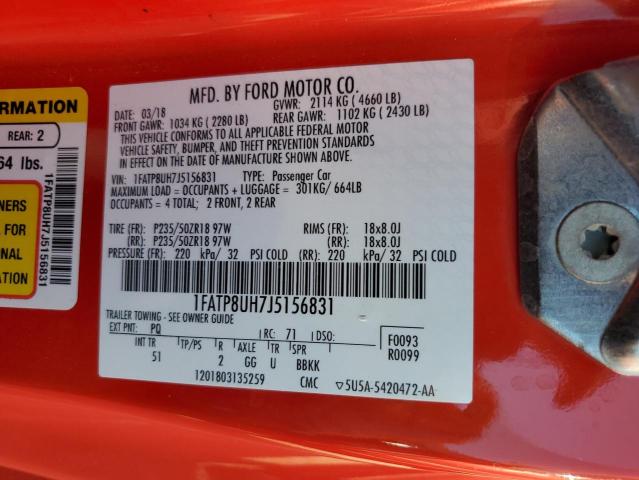 MFD. BY FORD MOTOR CO.
03/18 GVWR: 2114 KG ( 4660 LB)
FRONT GAWR: 1034 KG ( 2280 LB) REAR GAWR: 1102 KG ( 2430 LB)
THIS VEHICLE CONFORMS TO ALL APPLICABLE FEDERAL MOTOR
VEHICLE SAFETY, BUMPER, AND THEFT PREVENTION STANDARDS
IN EFFECT ON THE DATE OF MANUFACTURE SHOWN ABOVE.
VIN: 1FATP8UH7J5156831 TYPE: Passenger Car
MAXIMUM LOAD = OCCUPANTS + LUGGAGE = 301KG/ 664LB
OCCUPANTS = 4 TOTAL; 2 FRONT, 2 REAR
TIRE (FR): P235/50ZR18 97W RIMS (FR): 18x8.0J
(RR): P235/50ZR18 97W (RR): 18x8.0J
PRESSURE (FR): 220 kPa/ 32 PSI COLD (RR): 220 kPa/ 32 PSI COLD
1FATP8UH7J5156831
TRAILER TOWING - SEE OWNER GUIDE
EXT PNT: PQ RC: 71 DSO: F0093
INT TR TP/PS R AXLE TR SPR R0099
51 2 GG U BBKK
1201803135259 CMC ▽5U5A-5420472-AA
ORMATION
REAR: 2
64 lbs.
NERS
L FOR
ONAL
ATION
1FATP8UH7J5156831